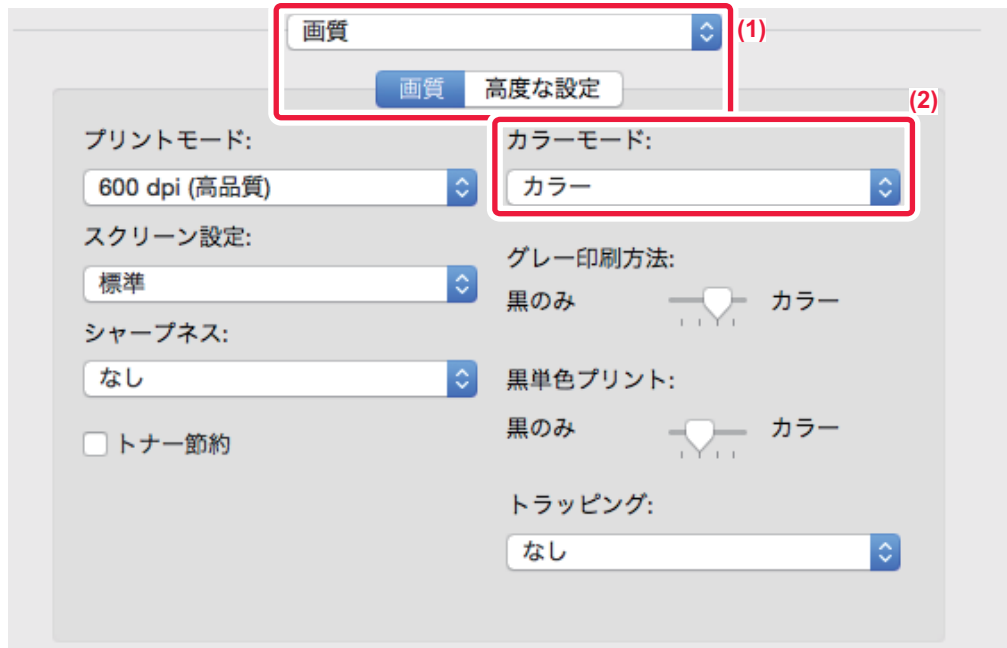 画質
(1)
画質 高度な設定
(2)
プリントモード:
600 dpi (高品質)
スクリーン設定:
標準
シャープネス:
なし
トナー節約
カラーモード:
カラー
グレー印刷方法:
黒のみ カラー
黒単色プリント:
黒のみ カラー
トラッピング:
なし